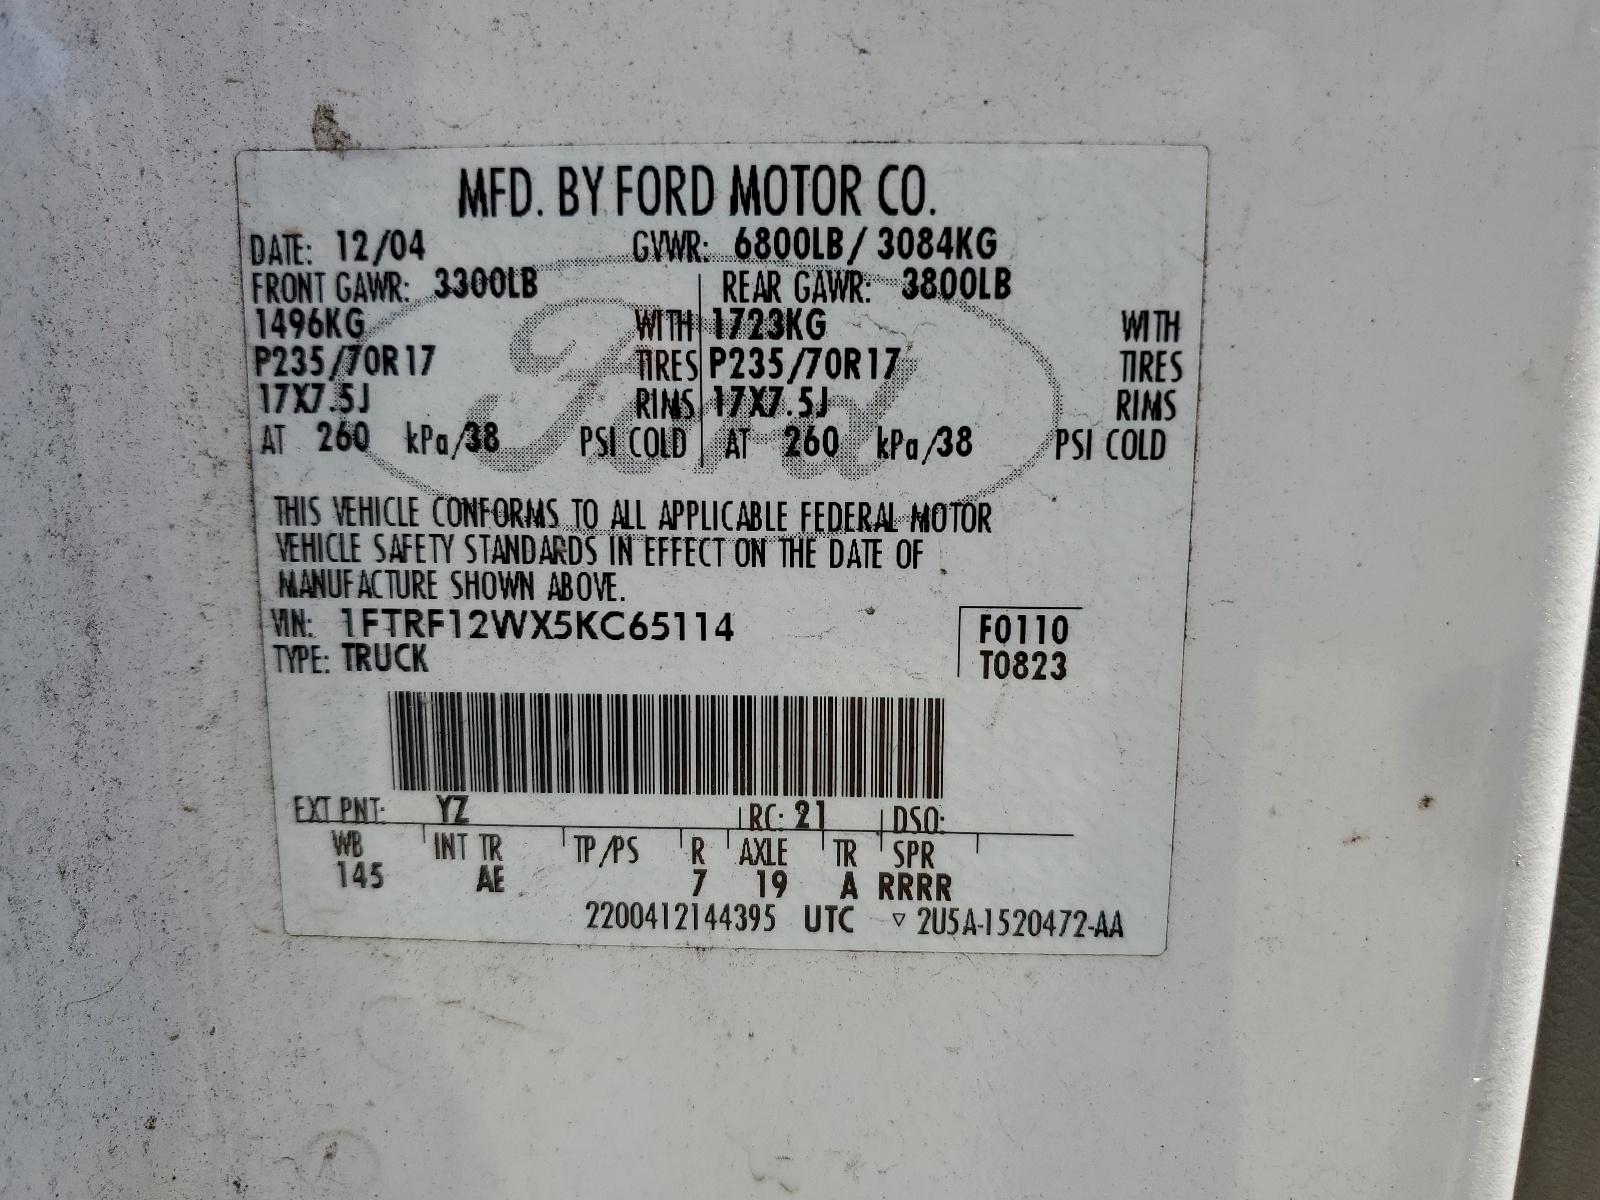 MFD. BY FORD MOTOR CO.
DATE: 12/04 GVWR: 6800LB / 3084KG
FRONT GAWR: 3300LB REAR GAWR: 3800LB
1496KG WITH 1723KG WITH
P235/70R17 TIRES P235/70R17 TIRES
17X7.5J RIMS 17X7.5J RIMS
AT 260 kPa/38 PSI COLD AT 260 kPa/38 PSI COLD
Ford
THIS VEHICLE CONFORMS TO ALL APPLICABLE FEDERAL MOTOR
VEHICLE SAFETY STANDARDS IN EFFECT ON THE DATE OF
MANUFACTURE SHOWN ABOVE.
VIN: 1FTRF12WX5KC65114 F0110
TYPE: TRUCK T0823
EXT PNT: YZ RC: 21 DSO:
WB INT TR TP/PS R AXLE TR SPR
145 AE 7 19 A RRRR
2200412144395 UTC ▿ 2U5A-1520472-AA